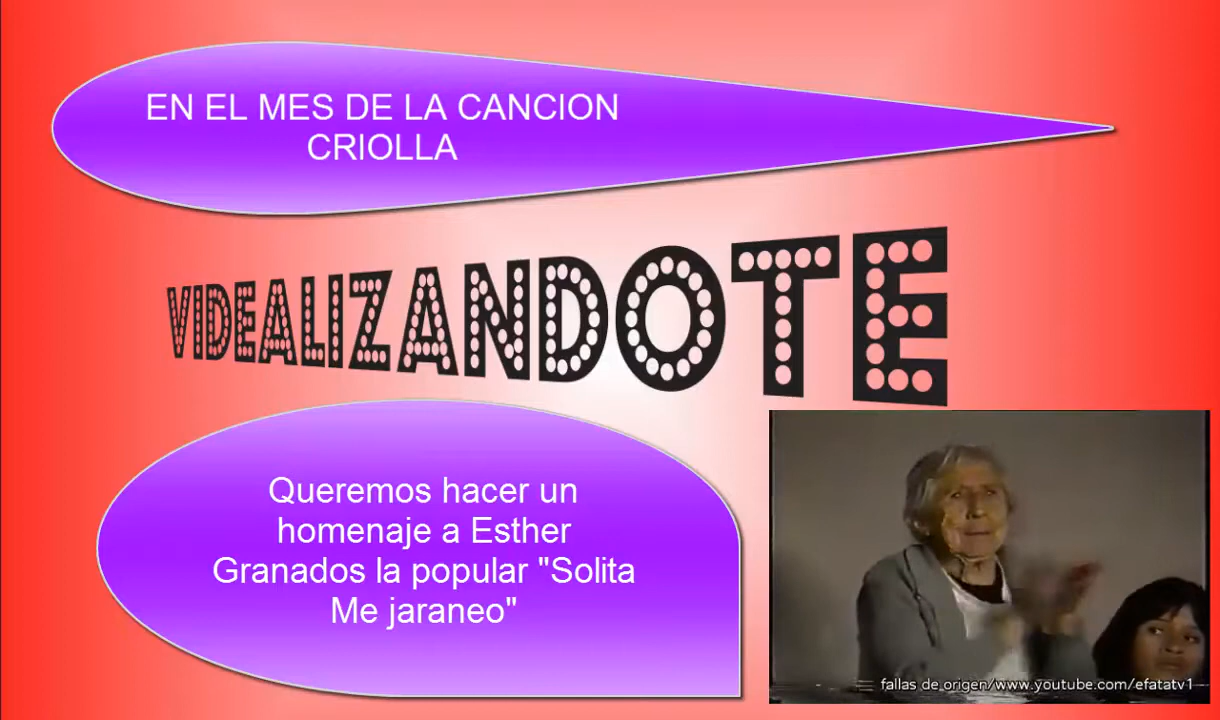 EN EL MES DE LA CANCION
CRIOLLA
VIDEALIZANDOTE
Queremos hacer un
homenaje a Esther
Granados la popular "Solita
Me jaraneo"
fallas de origen/www.youtube.com/efatatv1